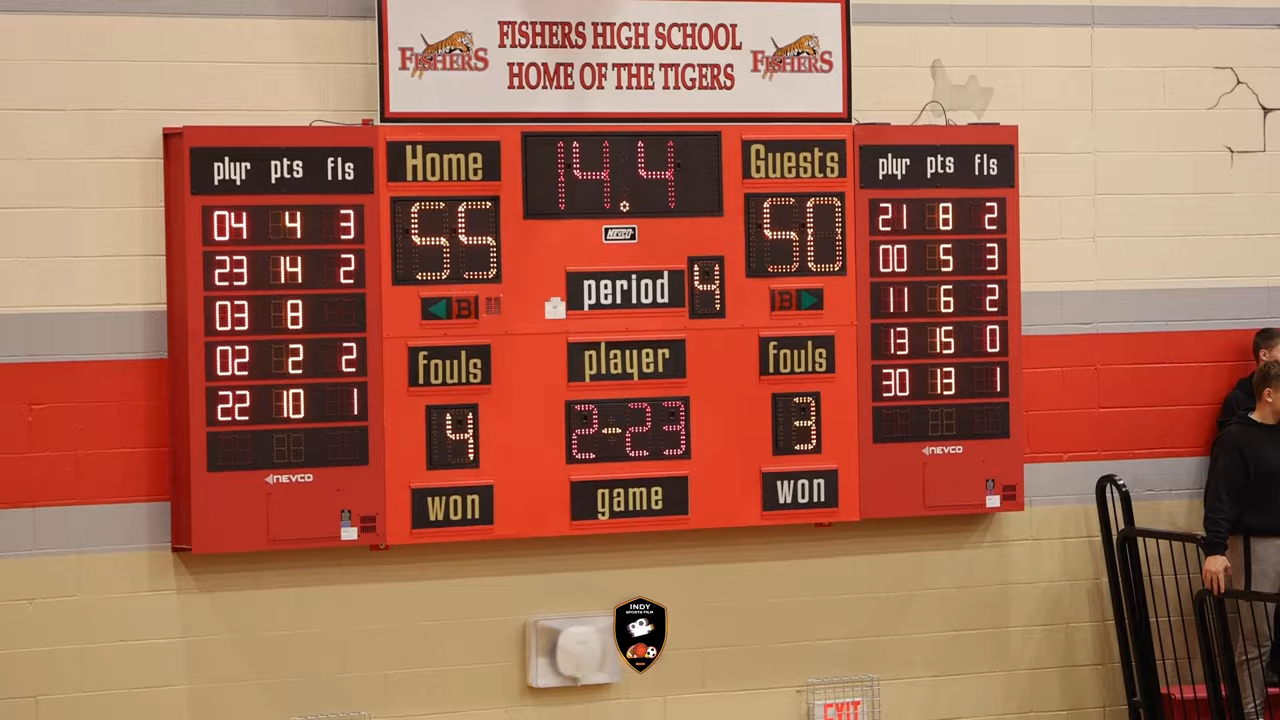 FISHERS HIGH SCHOOL
HOME OF THE TIGERS
FISHERS
FISHERS
plyr pts fls
04 4 3
23 14 2
03 8
02 2 2
22 10 1
NEVCO
Home
55
14.4
NEVCO
Guests
50
period 4
B
B
fouls
4
won
player
2-23
game
fouls
3
won
plyr pts fls
21 8 2
00 5 3
11 6 2
13 15 0
30 13 1
NEVCO
INDY
SPORTS FILM
EXIT